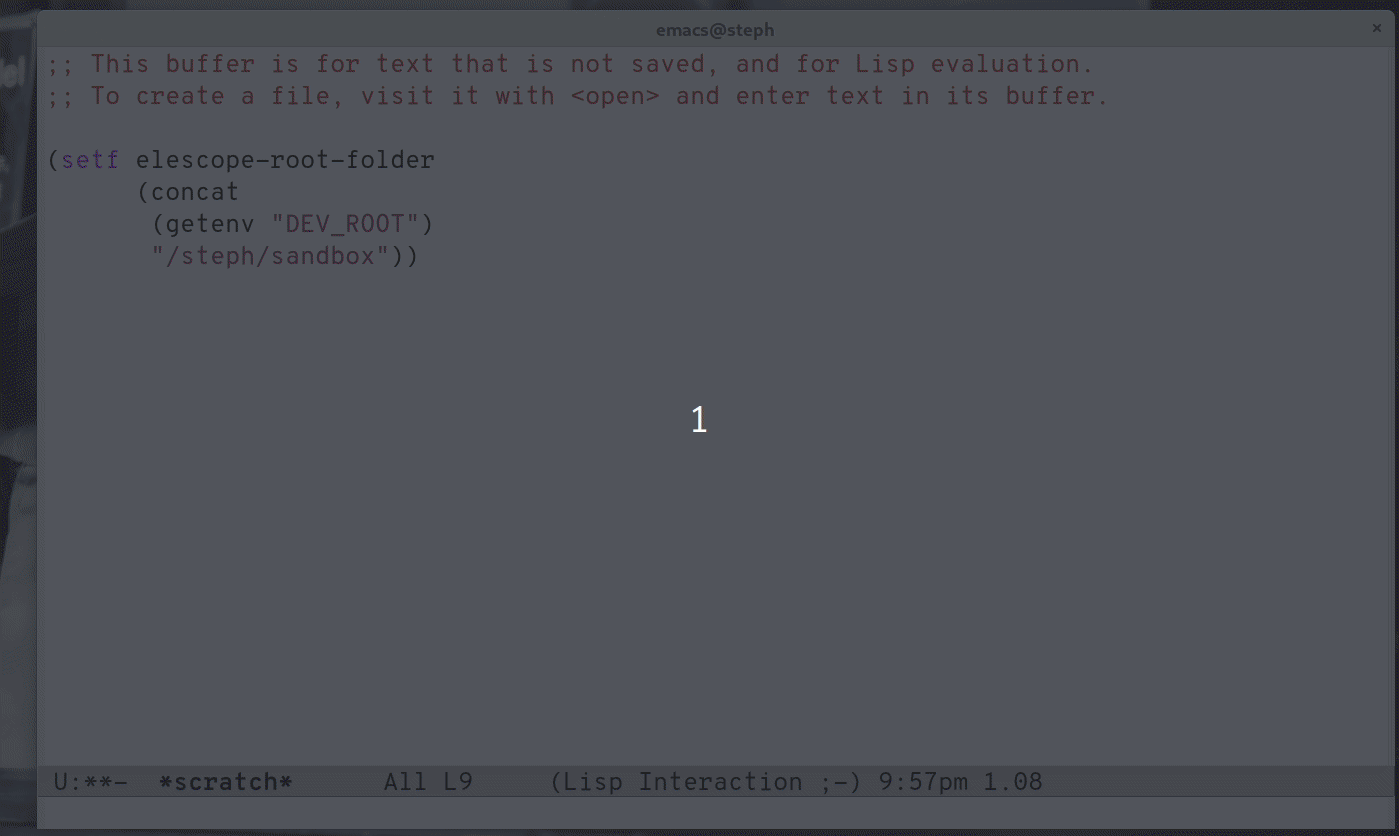 emacs@steph ×
;; This buffer is for text that is not saved, and for Lisp evaluation.
;; To create a file, visit it with <open> and enter text in its buffer.
(setf elescope-root-folder
(concat
(getenv "DEV_ROOT")
"/steph/sandbox"))
1
U:**- *scratch* All L9 (Lisp Interaction ;-) 9:57pm 1.08